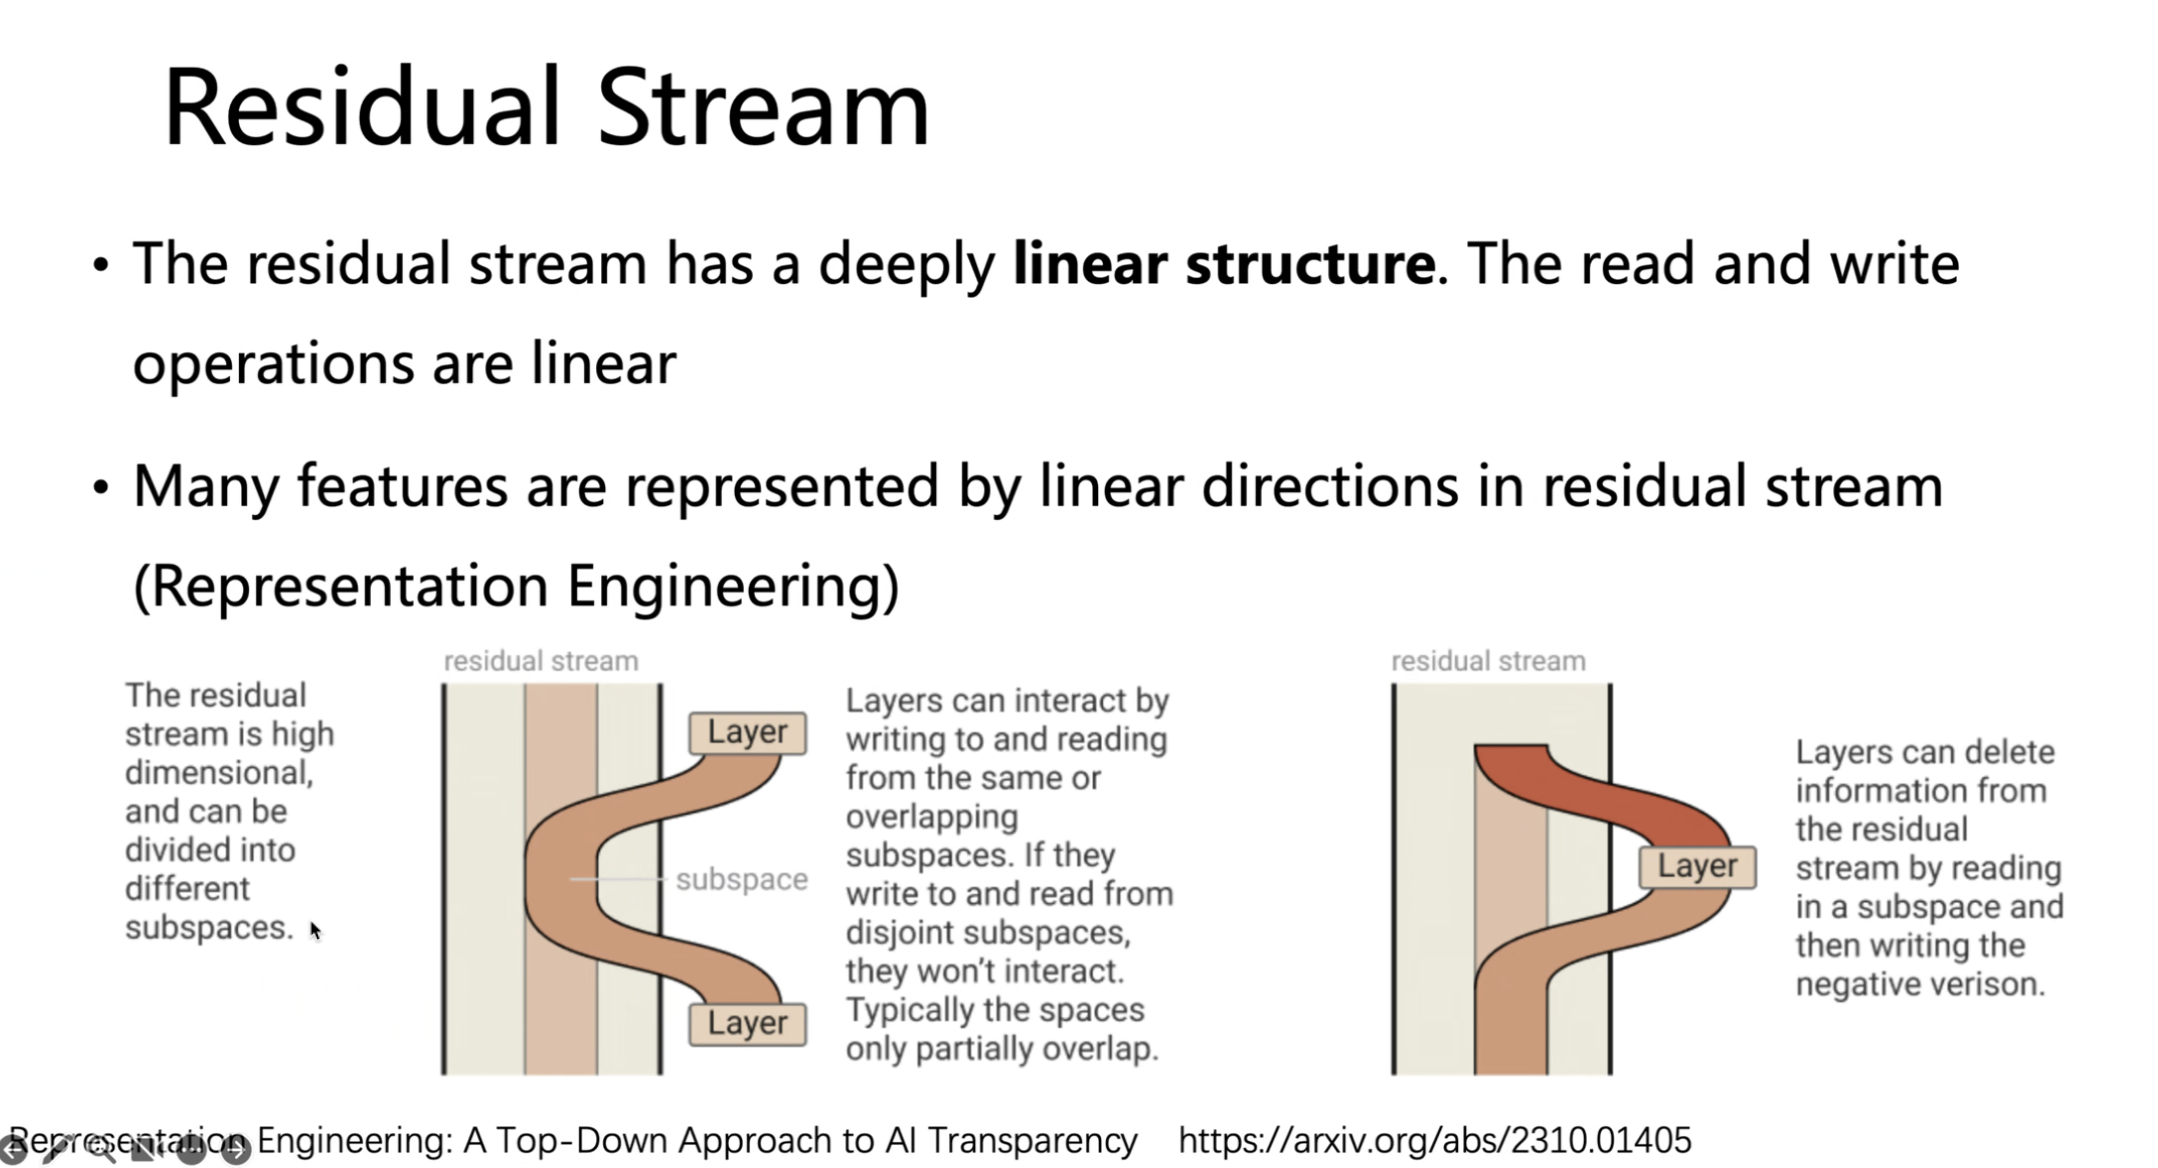 Residual Stream
• The residual stream has a deeply linear structure. The read and write
operations are linear
• Many features are represented by linear directions in residual stream
(Representation Engineering)
The residual
stream is high
dimensional,
and can be
divided into
different
subspaces.
residual stream
Layer
subspace
Layer
Layers can interact by
writing to and reading
from the same or
overlapping
subspaces. If they
write to and read from
disjoint subspaces,
they won't interact.
Typically the spaces
only partially overlap.
residual stream
Layer
Layers can delete
information from
the residual
stream by reading
in a subspace and
then writing the
negative verison.
Representation Engineering: A Top-Down Approach to AI Transparency https://arxiv.org/abs/2310.01405